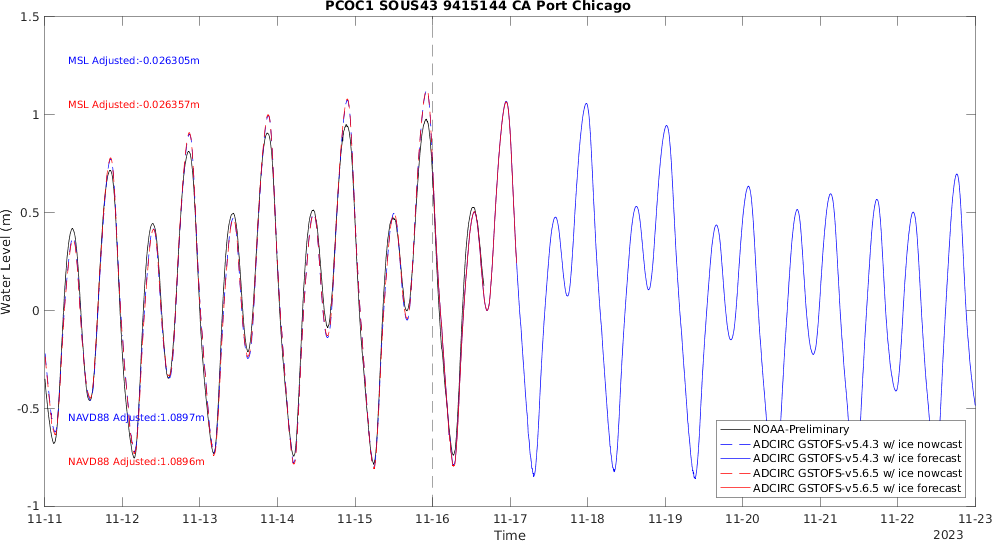 PCOC1 SOUS43 9415144 CA Port Chicago
1.5
MSL Adjusted:-0.026305m
MSL Adjusted:-0.026357m
1
0.5
Water Level (m)
0
-0.5
NAVD88 Adjusted:1.0897m
NAVD88 Adjusted:1.0896m
NOAA-Preliminary
ADCIRC GSTOFS-v5.4.3 w/ ice nowcast
ADCIRC GSTOFS-v5.4.3 w/ ice forecast
ADCIRC GSTOFS-v5.6.5 w/ ice nowcast
ADCIRC GSTOFS-v5.6.5 w/ ice forecast
-1
11-11 11-12 11-13 11-14 11-15 11-16 11-17 11-18 11-19 11-20 11-21 11-22 11-23
Time
2023